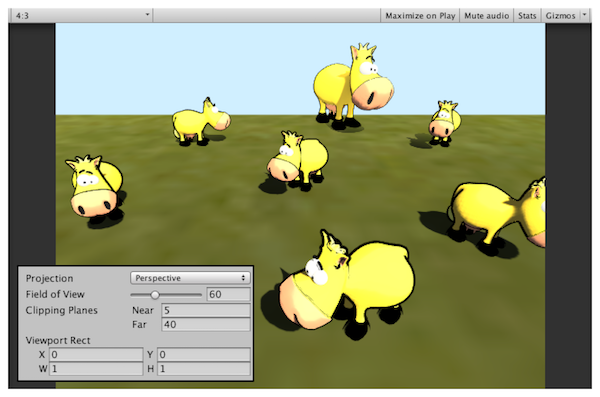 4:3 Maximize on Play Mute audio Stats Gizmos
Projection Perspective
Field of View 60
Clipping Planes Near 5
Far 40
Viewport Rect
X 0 Y 0
W 1 H 1